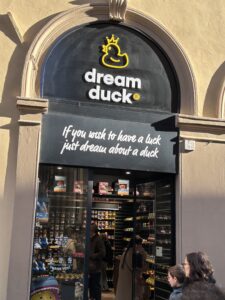 dream
duck
If you wish to have a luck
just dream about a duck